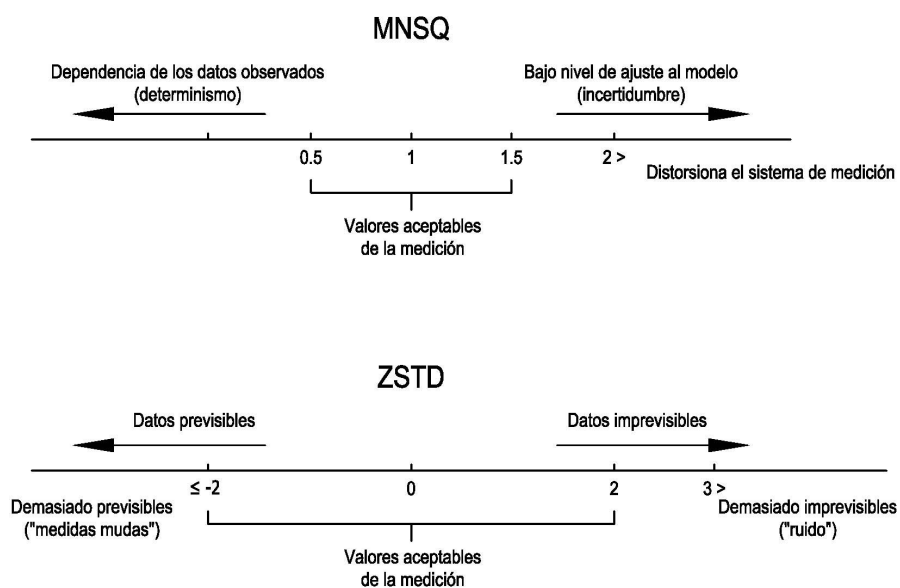 MNSQ
Dependencia de los datos observados
(determinismo)
Bajo nivel de ajuste al modelo
(incertidumbre)
0.5
1
1.5
2 >
Distorsiona el sistema de medición
Valores aceptables
de la medición
ZSTD
Datos previsibles
Datos imprevisibles
≤ -2
0
2
3 >
Demasiado previsibles
("medidas mudas")
Demasiado imprevisibles
("ruido")
Valores aceptables
de la medición